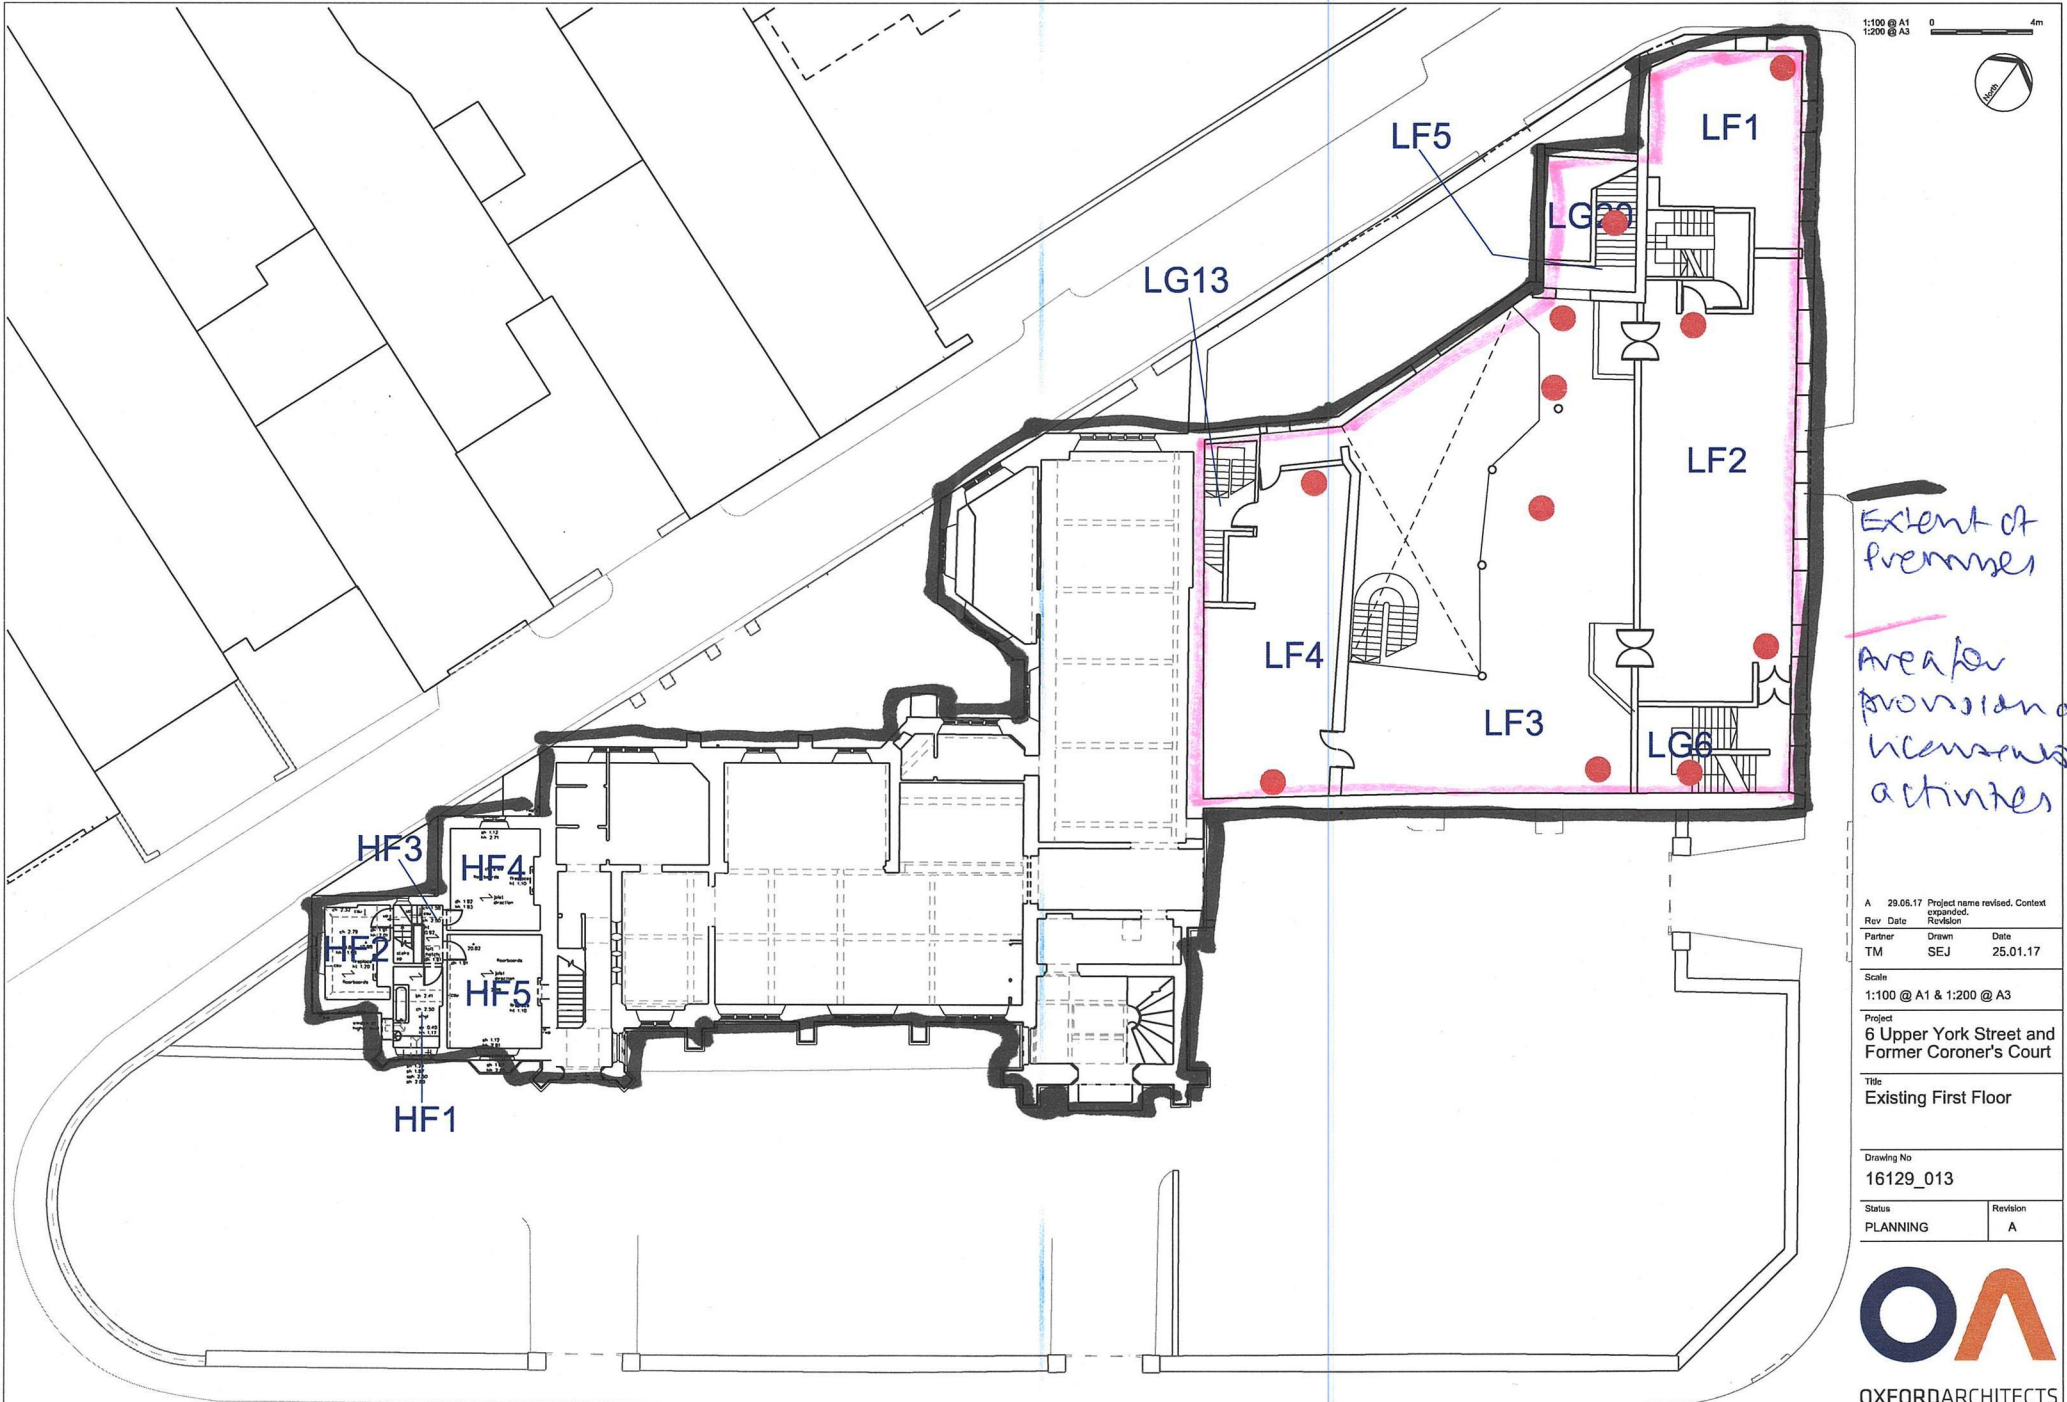 1:100 @ A1
1:200 @ A3
0
4m
North
LF1
LF5
LG20
LG13
LF2
LF4
LF3
LG6
Extent of
Premises
Area for
provision of
licenseable
activities
HF3
HF4
HF2
HF5
HF1
A 29.06.17 Project name revised. Context
expanded.
Rev Date Revision
Partner Drawn Date
TM SEJ 25.01.17
Scale
1:100 @ A1 & 1:200 @ A3
Project
6 Upper York Street and
Former Coroner's Court
Title
Existing First Floor
Drawing No
16129_013
Status Revision
PLANNING A
OXFORDARCHITECTS